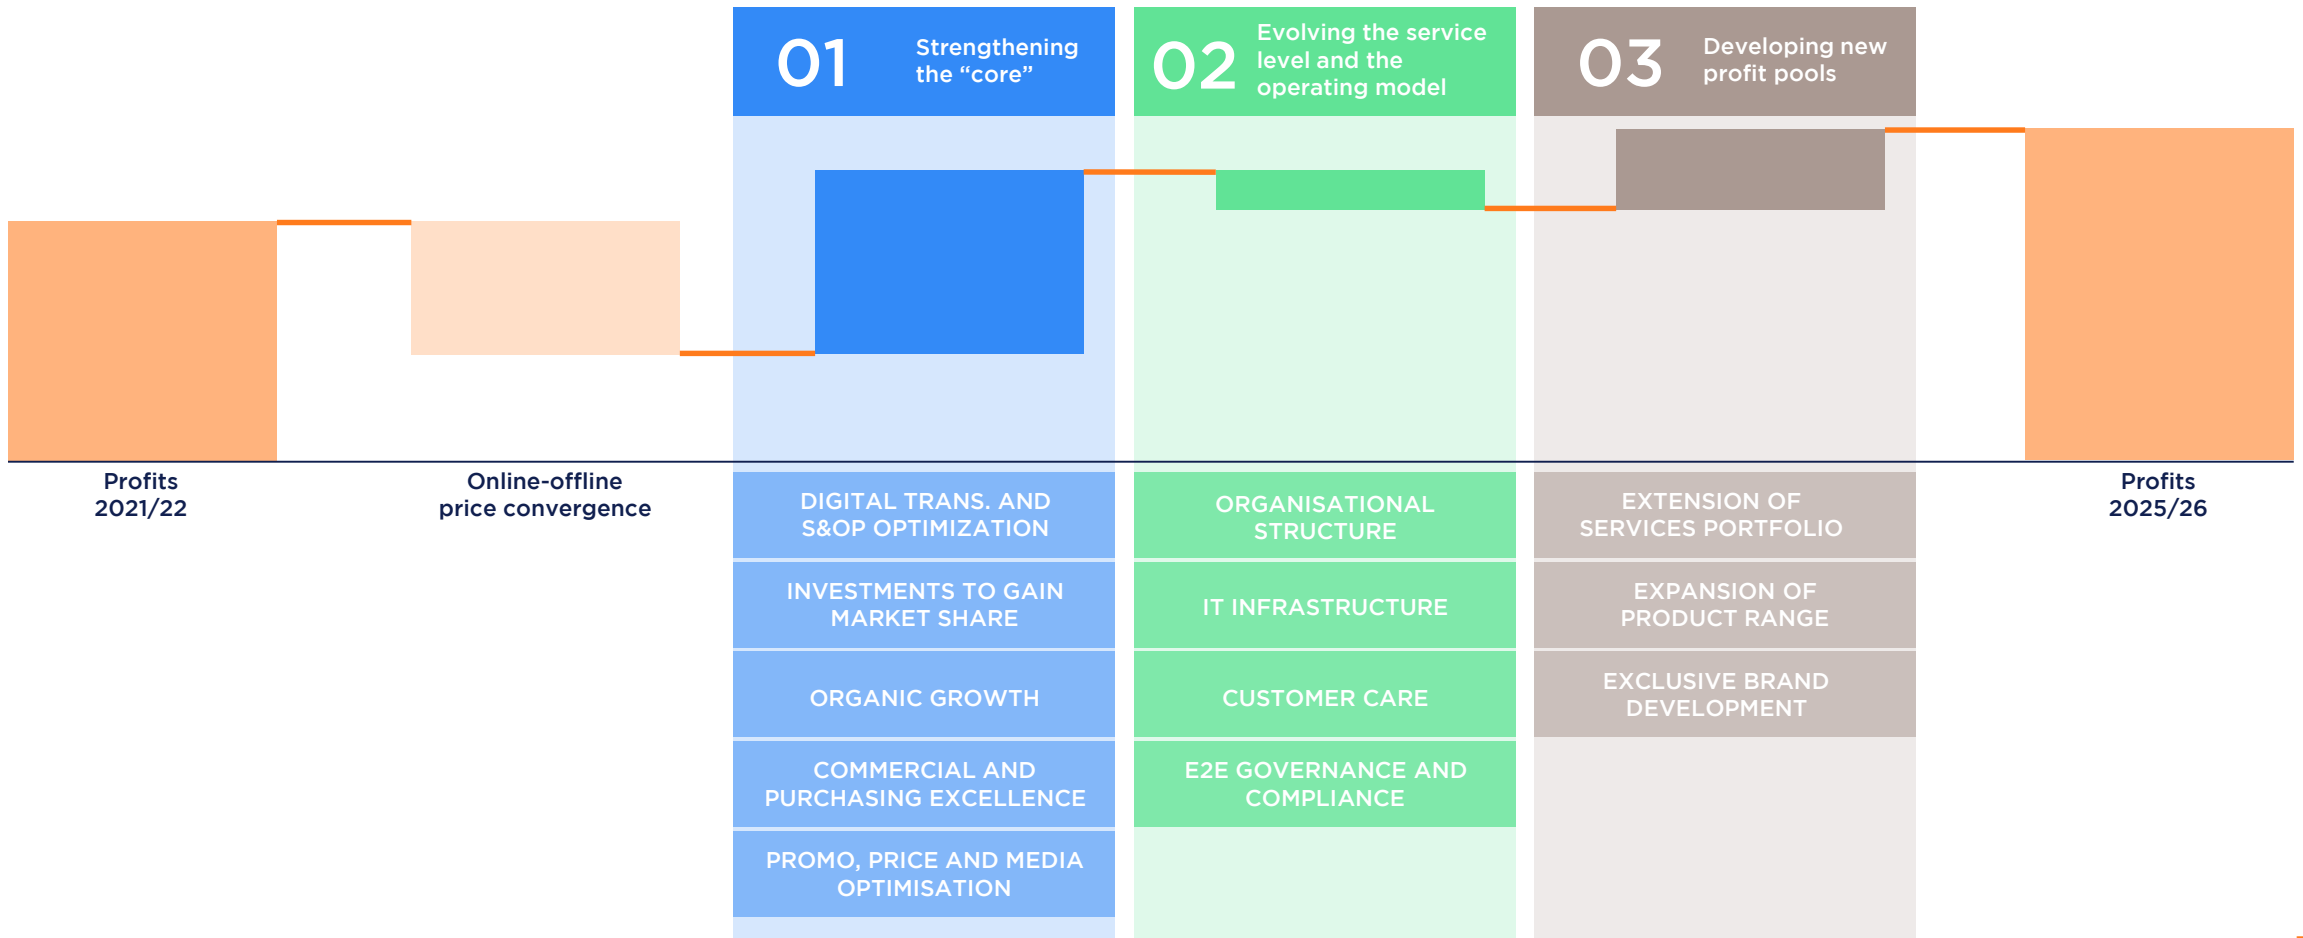 01
Strengthening
the “core”
02
Evolving the service
level and the
operating model
03
Developing new
profit pools
Profits
2021/22
Online-offline
price convergence
DIGITAL TRANS. AND
S&OP OPTIMIZATION
INVESTMENTS TO GAIN
MARKET SHARE
ORGANIC GROWTH
COMMERCIAL AND
PURCHASING EXCELLENCE
PROMO, PRICE AND MEDIA
OPTIMISATION
ORGANISATIONAL
STRUCTURE
IT INFRASTRUCTURE
CUSTOMER CARE
E2E GOVERNANCE AND
COMPLIANCE
EXTENSION OF
SERVICES PORTFOLIO
EXPANSION OF
PRODUCT RANGE
EXCLUSIVE BRAND
DEVELOPMENT
Profits
2025/26